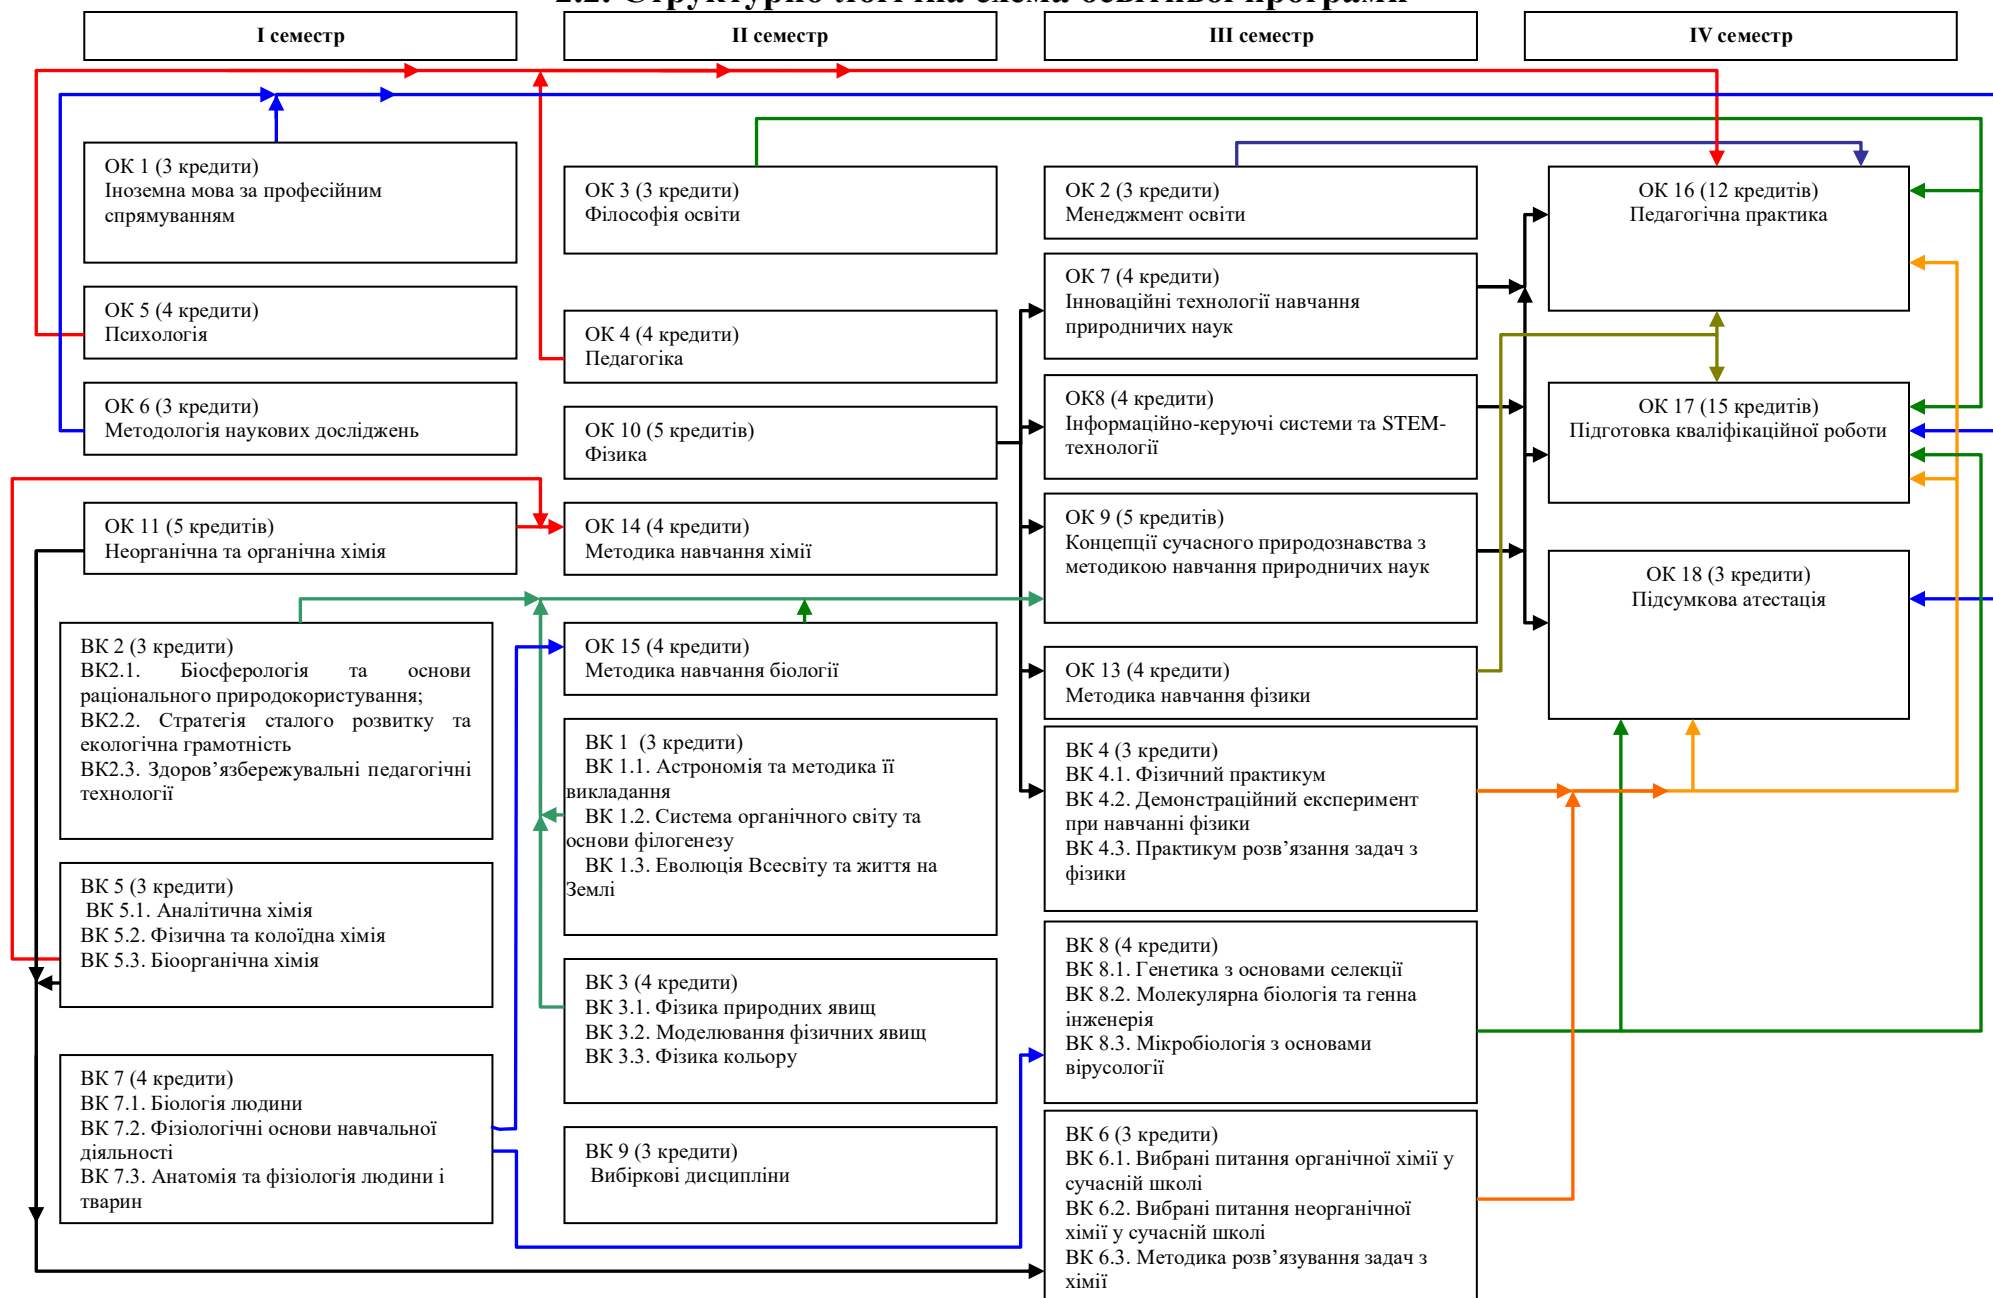 2.2. Структурно-логічна схема освітньої програми
І семестр
ІІ семестр
ІІІ семестр
IV семестр
ОК 1 (3 кредити)
Іноземна мова за професійним
спрямуванням
ОК 5 (4 кредити)
Психологія
ОК 6 (3 кредити)
Методологія наукових досліджень
ОК 11 (5 кредитів)
Неорганічна та органічна хімія
ВК 2 (3 кредити)
ВК2.1. Біосферологія та основи
раціонального природокористування;
ВК2.2. Стратегія сталого розвитку та
екологічна грамотність
ВК2.3. Здоров’язбережувальні педагогічні
технології
ВК 5 (3 кредити)
ВК 5.1. Аналітична хімія
ВК 5.2. Фізична та колоїдна хімія
ВК 5.3. Біоорганічна хімія
ВК 7 (4 кредити)
ВК 7.1. Біологія людини
ВК 7.2. Фізіологічні основи навчальної
діяльності
ВК 7.3. Анатомія та фізіологія людини і
тварин
ОК 3 (3 кредити)
Філософія освіти
ОК 4 (4 кредити)
Педагогіка
ОК 10 (5 кредитів)
Фізика
ОК 14 (4 кредити)
Методика навчання хімії
ОК 15 (4 кредити)
Методика навчання біології
ВК 1 (3 кредити)
ВК 1.1. Астрономія та методика її
викладання
ВК 1.2. Система органічного світу та
основи філогенезу
ВК 1.3. Еволюція Всесвіту та життя на
Землі
ВК 3 (4 кредити)
ВК 3.1. Фізика природних явищ
ВК 3.2. Моделювання фізичних явищ
ВК 3.3. Фізика кольору
ВК 9 (3 кредити)
Вибіркові дисципліни
ОК 2 (3 кредити)
Менеджмент освіти
ОК 7 (4 кредити)
Інноваційні технології навчання
природничих наук
ОК8 (4 кредити)
Інформаційно-керуючі системи та STEM-
технології
ОК 9 (5 кредитів)
Концепції сучасного природознавства з
методикою навчання природничих наук
ОК 13 (4 кредити)
Методика навчання фізики
ВК 4 (3 кредити)
ВК 4.1. Фізичний практикум
ВК 4.2. Демонстраційний експеримент
при навчанні фізики
ВК 4.3. Практикум розв’язання задач з
фізики
ВК 8 (4 кредити)
ВК 8.1. Генетика з основами селекції
ВК 8.2. Молекулярна біологія та генна
інженерія
ВК 8.3. Мікробіологія з основами
вірусології
ВК 6 (3 кредити)
ВК 6.1. Вибрані питання органічної хімії у
сучасній школі
ВК 6.2. Вибрані питання неорганічної
хімії у сучасній школі
ВК 6.3. Методика розв’язування задач з
хімії
ОК 16 (12 кредитів)
Педагогічна практика
ОК 17 (15 кредитів)
Підготовка кваліфікаційної роботи
ОК 18 (3 кредити)
Підсумкова атестація